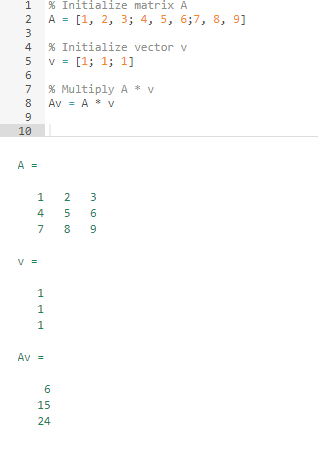 1 % Initialize matrix A
2 A = [1, 2, 3; 4, 5, 6;7, 8, 9]
3
4 % Initialize vector v
5 v = [1; 1; 1]
6
7 % Multiply A * v
8 Av = A * v
9
10
A =
1 2 3
4 5 6
7 8 9
v =
1
1
1
Av =
6
15
24